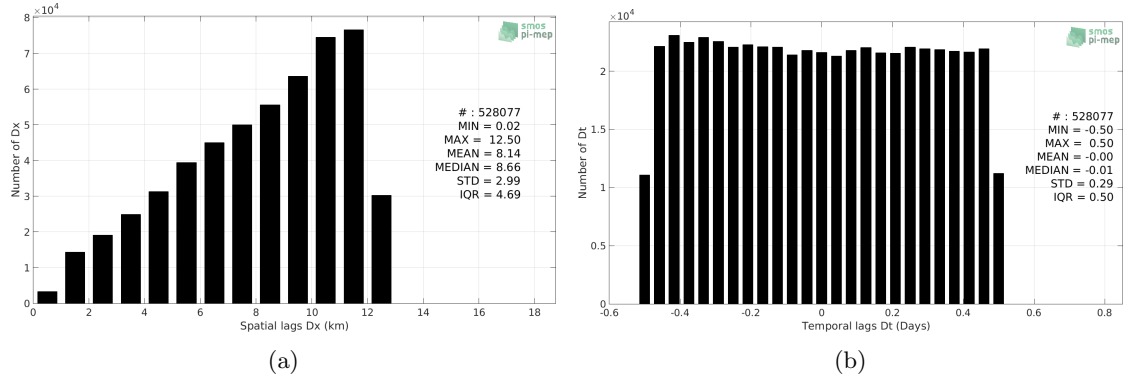 ×10⁴
8
7
6
5
4
3
2
1
0
0 2 4 6 8 10 12 14 16 18
Number of Dx
Spatial lags Dx (km)
smos
pi-mep
# : 528077
MIN = 0.02
MAX = 12.50
MEAN = 8.14
MEDIAN = 8.66
STD = 2.99
IQR = 4.69
(a)
×10⁴
2
1.5
1
0.5
0
-0.6 -0.4 -0.2 0 0.2 0.4 0.6 0.8
Number of Dt
Temporal lags Dt (Days)
smos
pi-mep
# : 528077
MIN = -0.50
MAX = 0.50
MEAN = -0.00
MEDIAN = -0.01
STD = 0.29
IQR = 0.50
(b)